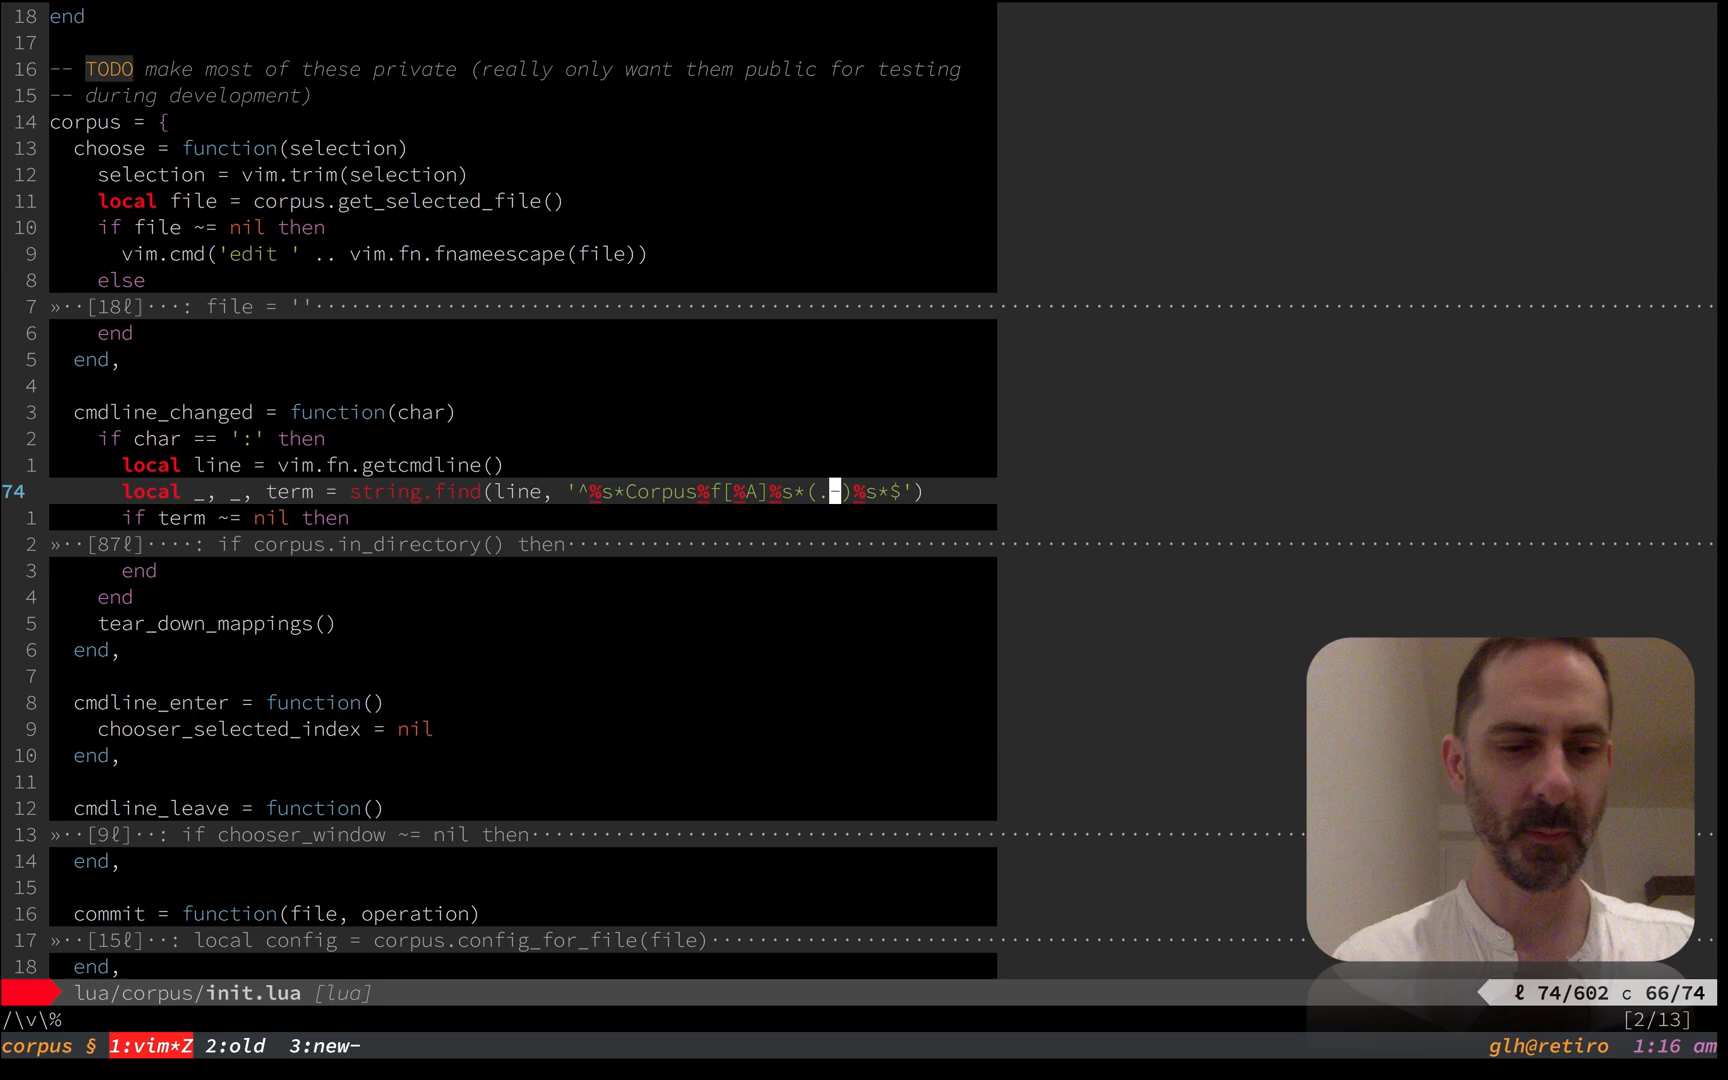 18 end
17
16 -- TODO make most of these private (really only want them public for testing
15 -- during development)
14 corpus = {
13   choose = function(selection)
12     selection = vim.trim(selection)
11     local file = corpus.get_selected_file()
10     if file ~= nil then
9       vim.cmd('edit ' .. vim.fn.fnameescape(file))
8     else
7 »··[18ℓ]···: file = ''··········
6     end
5   end,
4
3   cmdline_changed = function(char)
2     if char == ':' then
1       local line = vim.fn.getcmdline()
74       local _, _, term = string.find(line, '^%s*Corpus%f[%A]%s*(.-)%s*$')
1       if term ~= nil then
2 »··[87ℓ]····: if corpus.in_directory() then··········
3       end
4     end
5     tear_down_mappings()
6   end,
7
8   cmdline_enter = function()
9     chooser_selected_index = nil
10   end,
11
12   cmdline_leave = function()
13 »··[9ℓ]··: if chooser_window ~= nil then··········
14   end,
15
16   commit = function(file, operation)
17 »··[15ℓ]··: local config = corpus.config_for_file(file)··········
18   end,
lua/corpus/init.lua [lua] ℓ 74/602 c 66/74
/\v\% [2/13]
corpus § 1:vim*Z 2:old 3:new- glh@retiro 1:16 am